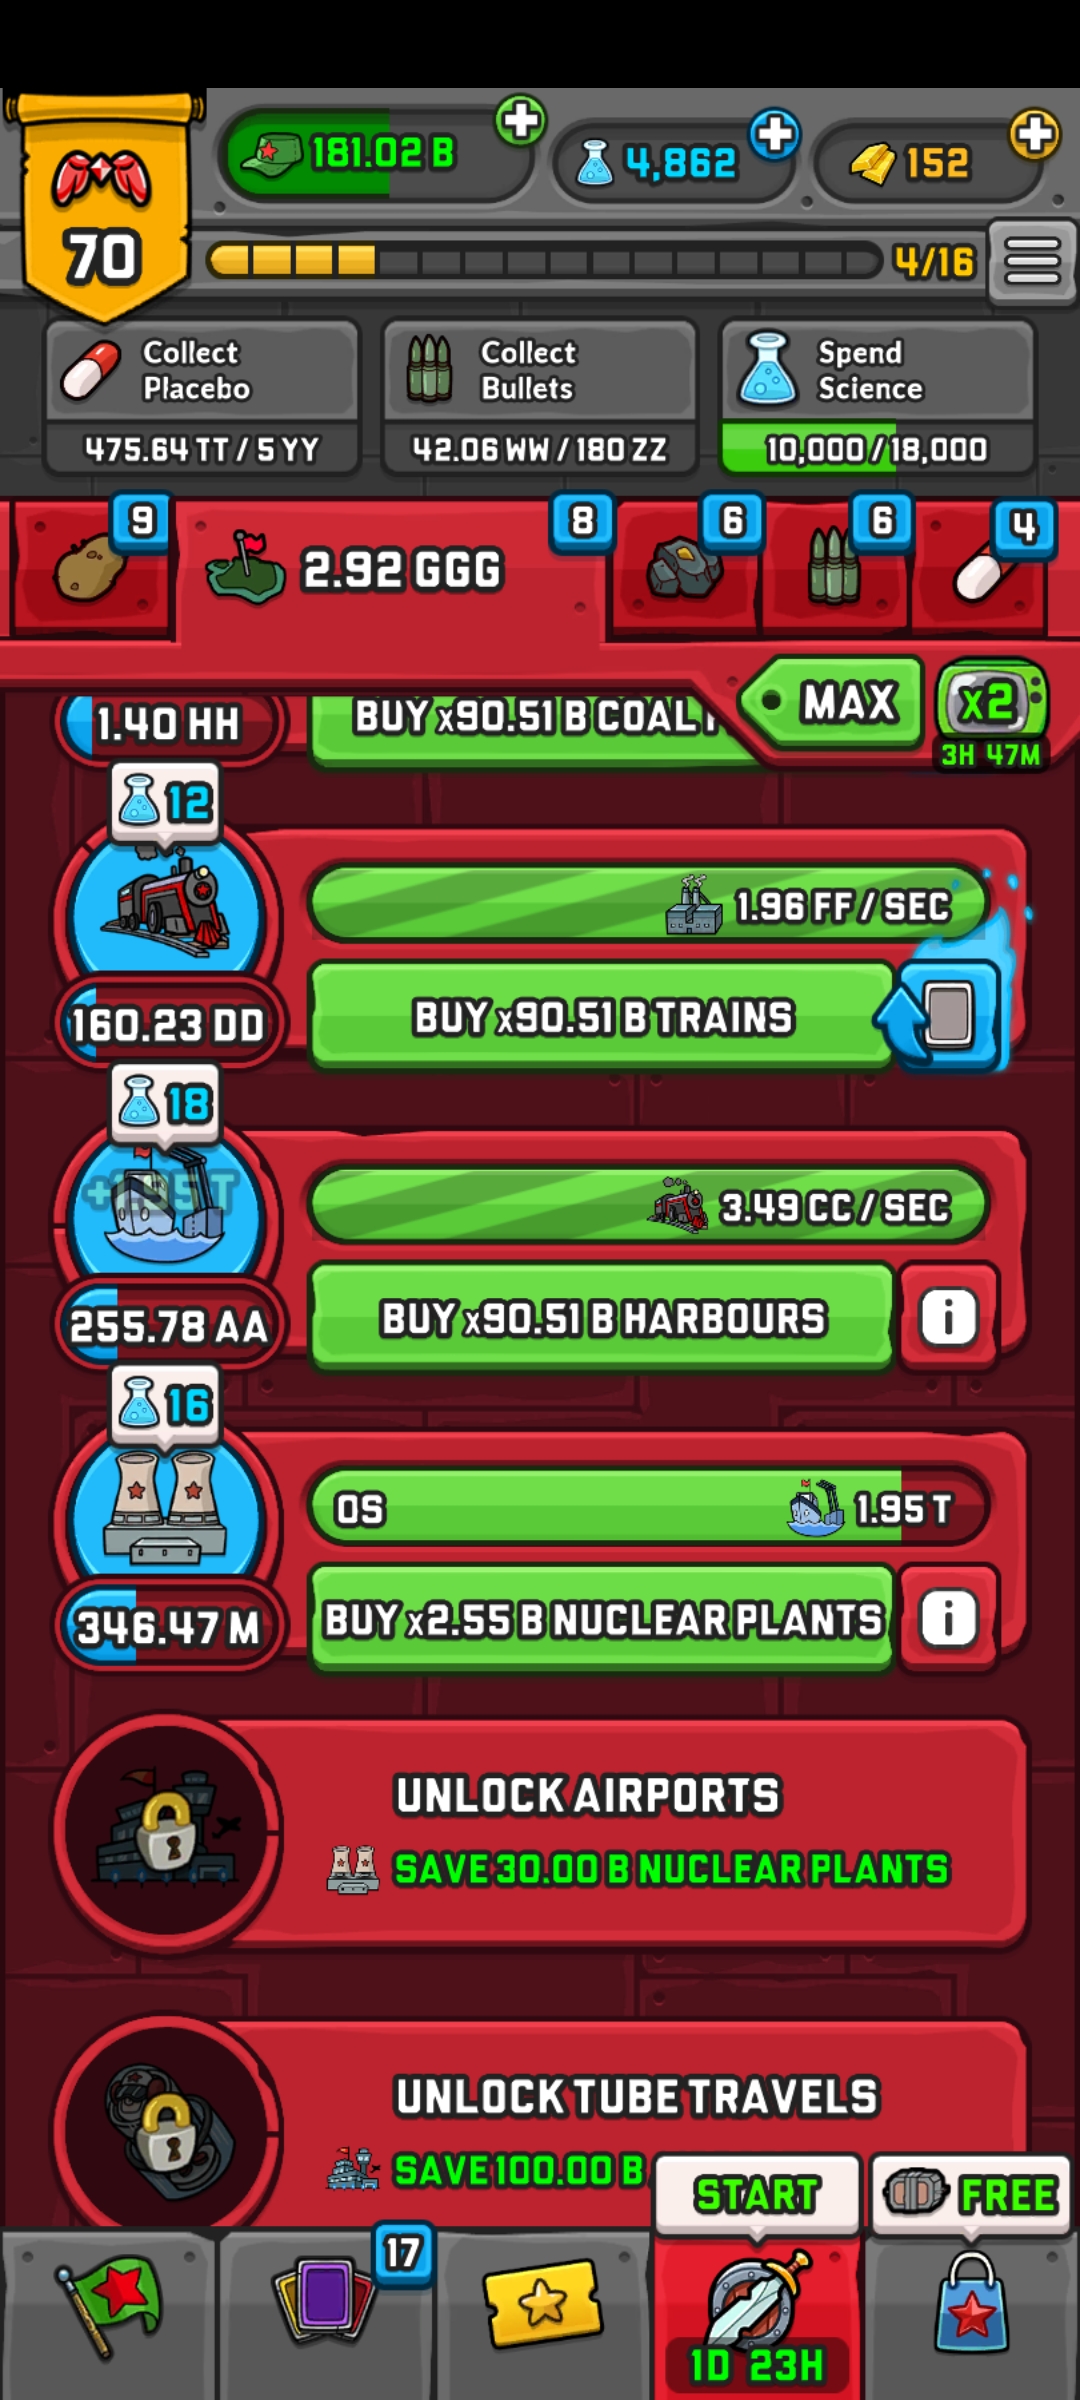 181.02 B
4,862
152
70
4/16
Collect
Placebo
475.64 TT / 5 YY
Collect
Bullets
42.06 WW / 180 ZZ
Spend
Science
10,000 / 18,000
9
2.92 GGG
8
6
6
4
MAX
x2
3H 47M
1.40 HH
BUY x90.51 B COAL
12
1.96 FF / SEC
160.23 DD
BUY x90.51 B TRAINS
18
+1.95 T
3.49 CC / SEC
255.78 AA
BUY x90.51 B HARBOURS
i
16
0S
1.95 T
346.47 M
BUY x2.55 B NUCLEAR PLANTS
i
UNLOCK AIRPORTS
SAVE 30.00 B NUCLEAR PLANTS
UNLOCK TUBE TRAVELS
SAVE 100.00 B
START
FREE
17
1D 23H